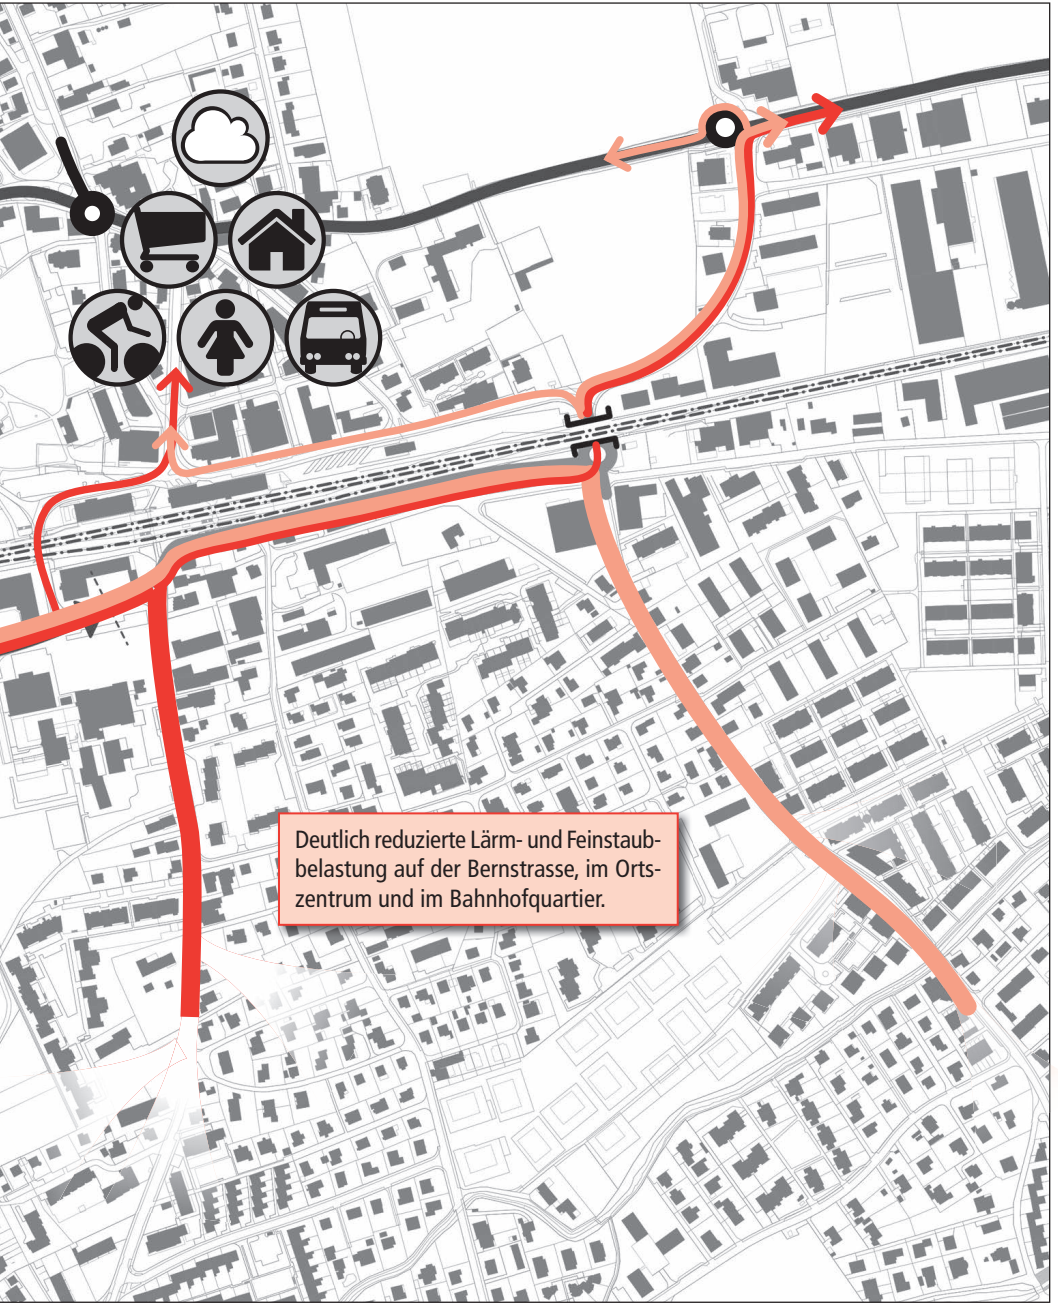 Deutlich reduzierte Lärm- und Feinstaub-
belastung auf der Bernstrasse, im Orts-
zentrum und im Bahnhofquartier.